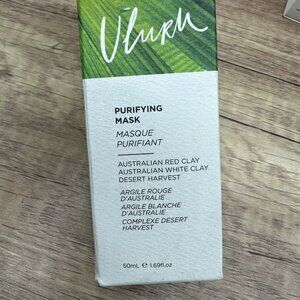 Uluru
PURIFYING
MASK
MASQUE
PURIFIANT
AUSTRALIAN RED CLAY
AUSTRALIAN WHITE CLAY
DESERT HARVEST
ARGILE ROUGE
D'AUSTRALIE
ARGILE BLANCHE
D'AUSTRALIE
COMPLEXE DESERT
HARVEST
50mL ℮ 1.69fl.oz